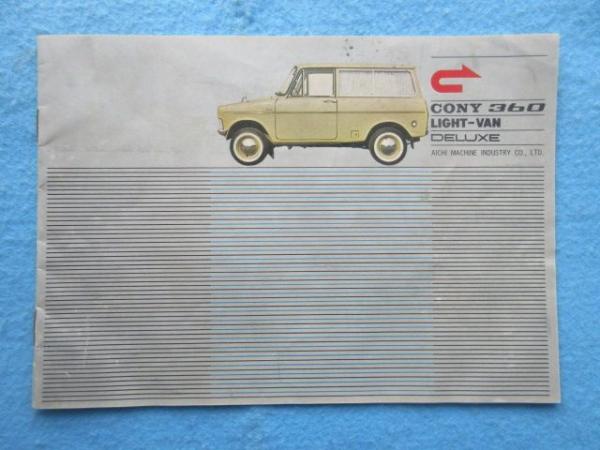 CONY 360
LIGHT-VAN
DELUXE
AICHI MACHINE INDUSTRY CO., LTD.